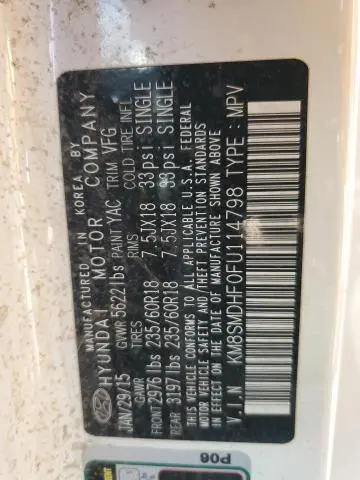 MANUFACTURED IN KOREA BY
HYUNDAI MOTOR COMPANY
JAN/29/15 GVWR 5622lbs PAINT YAC TRIM VFG
GAWR TIRES COLD TIRE INFL.
FRONT 2976 lbs 235/60R18 7.5JX18 33psi SINGLE
REAR 3197 lbs 235/60R18 7.5JX18 33psi SINGLE
THIS VEHICLE CONFORMS TO ALL APPLICABLE U.S.A. FEDERAL
MOTOR VEHICLE SAFETY AND THEFT PREVENTION STANDARDS
IN EFFECT ON THE DATE OF MANUFACTURE SHOWN ABOVE
V.I.N KM8SMDHF0FU114798 TYPE : MPV
P06